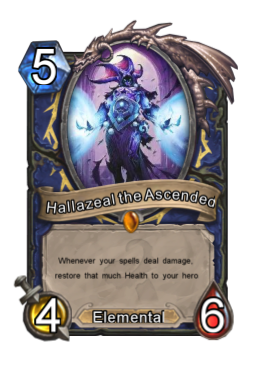 5
Hallazeal the Ascended
Whenever your spells deal damage,
restore that much Health to your hero
4
Elemental
6